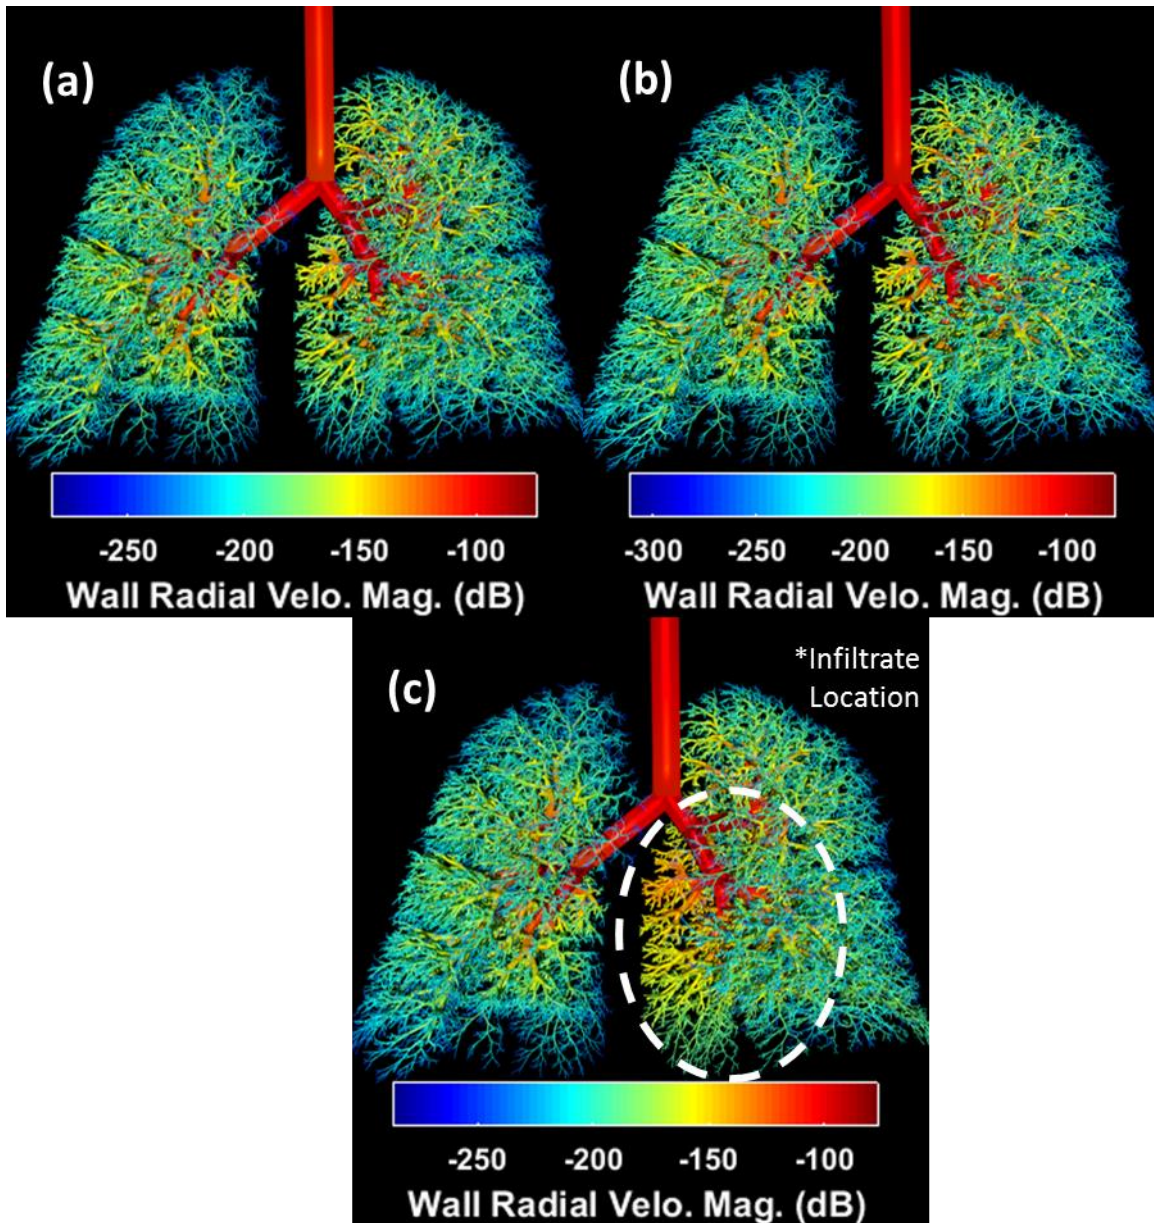 (a)
-250 -200 -150 -100
Wall Radial Velo. Mag. (dB)
(b)
-300 -250 -200 -150 -100
Wall Radial Velo. Mag. (dB)
(c)
*Infiltrate
Location
-250 -200 -150 -100
Wall Radial Velo. Mag. (dB)